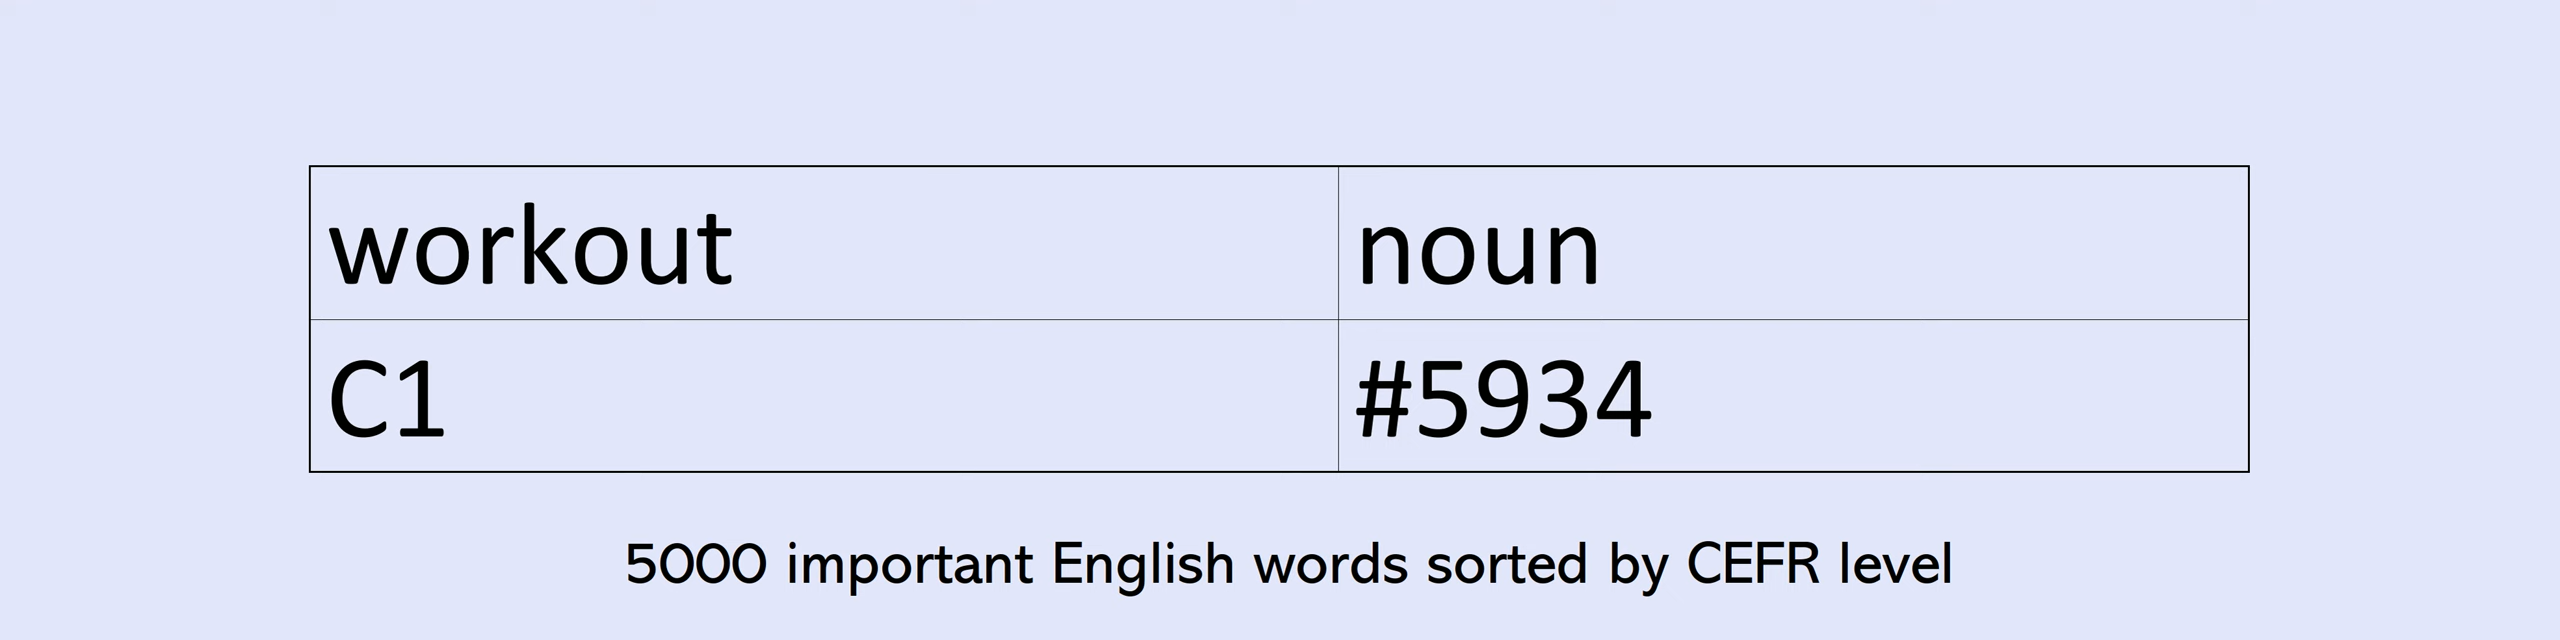 workout noun
C1 #5934
5000 important English words sorted by CEFR level